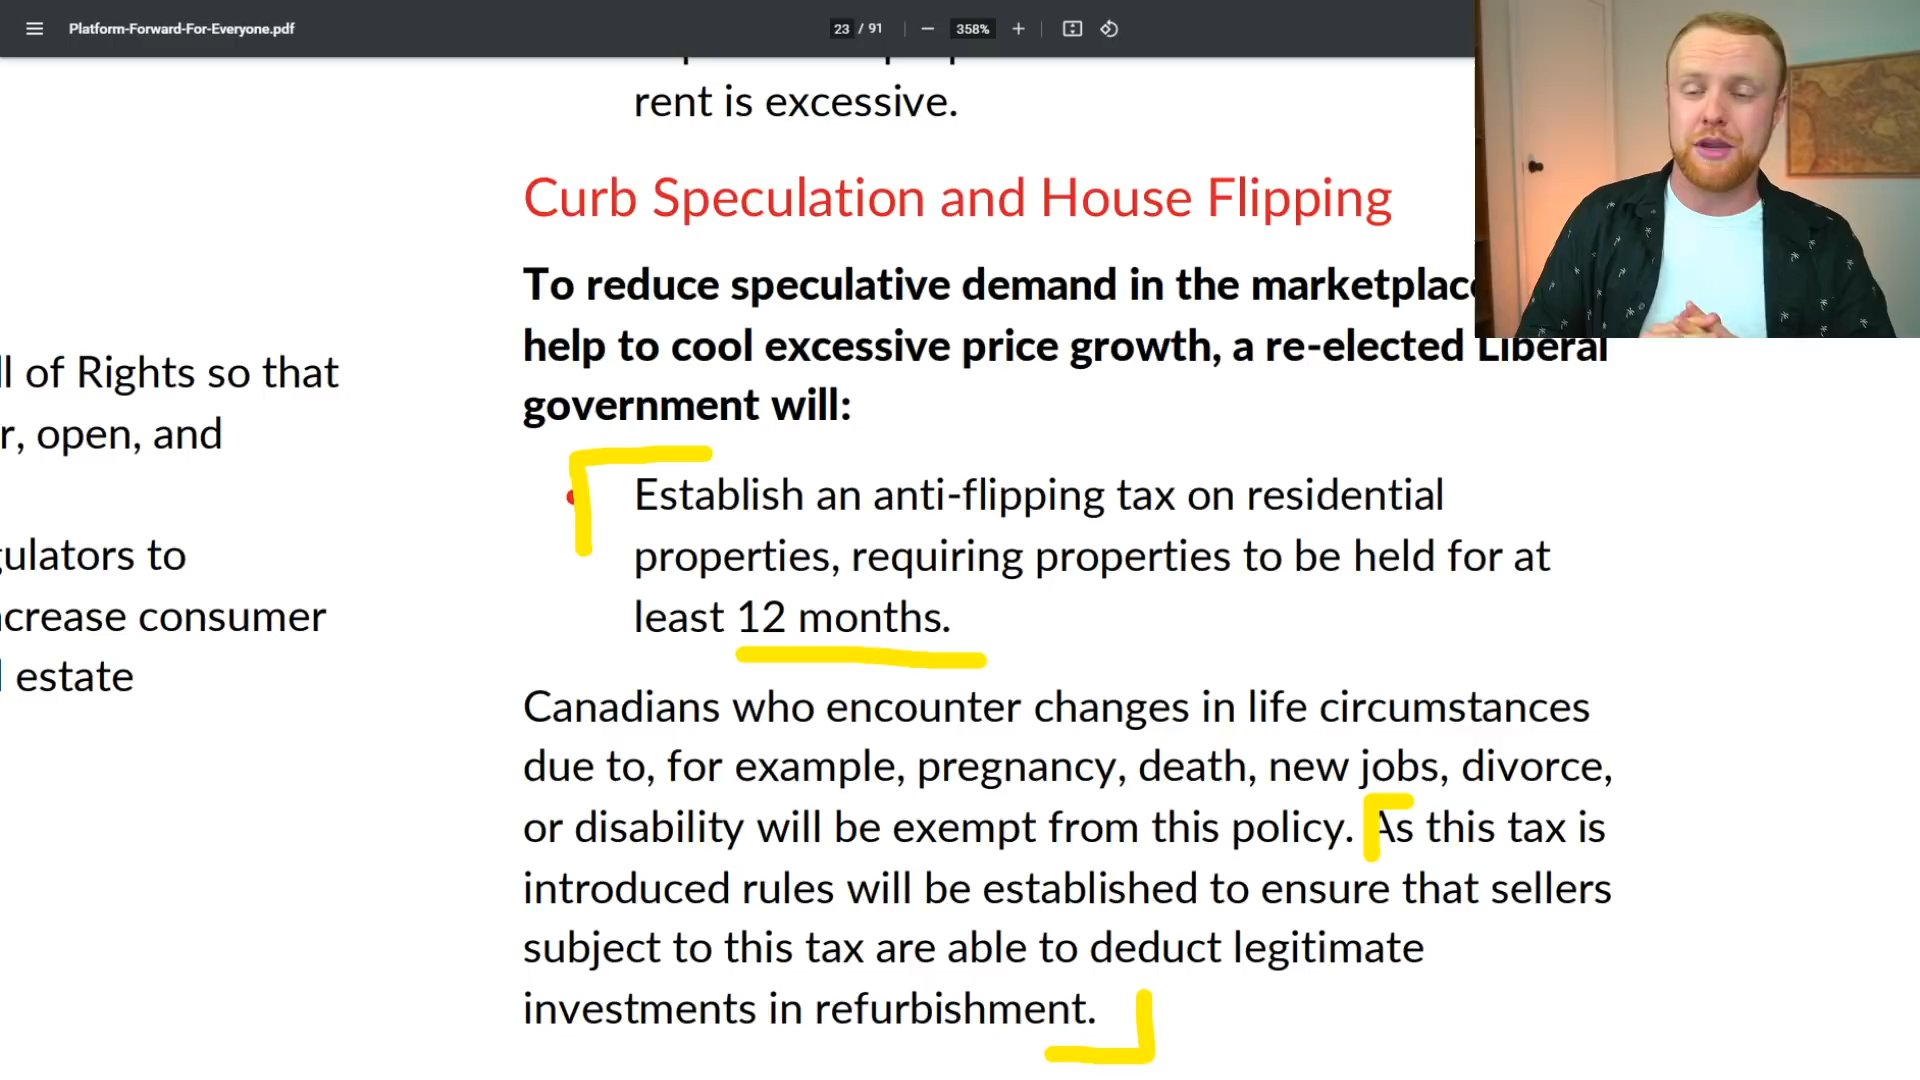 Platform-Forward-For-Everyone.pdf
23 / 91
358%
rent is excessive.
Curb Speculation and House Flipping
To reduce speculative demand in the marketplace
help to cool excessive price growth, a re-elected Liberal
government will:
Establish an anti-flipping tax on residential
properties, requiring properties to be held for at
least 12 months.
Canadians who encounter changes in life circumstances
due to, for example, pregnancy, death, new jobs, divorce,
or disability will be exempt from this policy. As this tax is
introduced rules will be established to ensure that sellers
subject to this tax are able to deduct legitimate
investments in refurbishment.
of Rights so that
open, and
to
consumer
estate